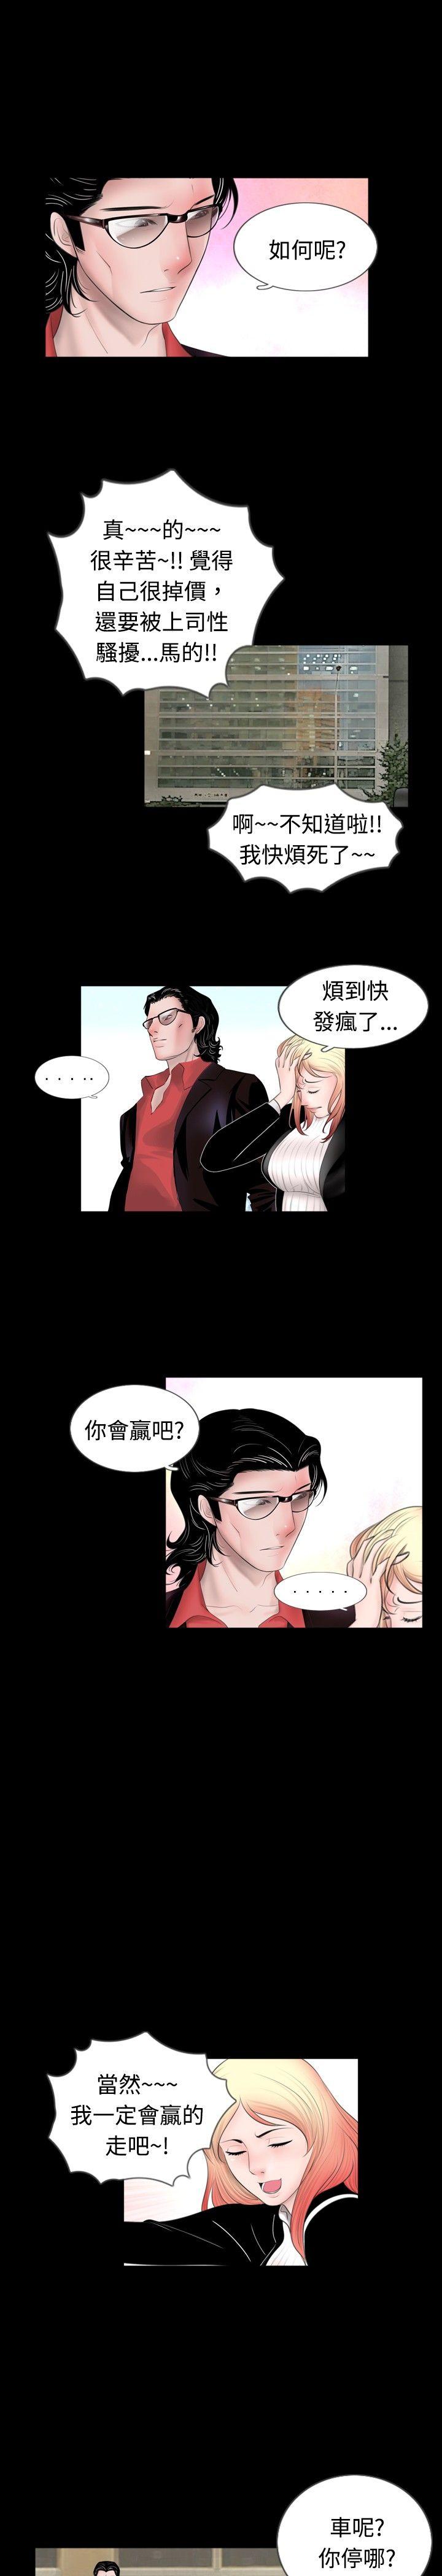 如何呢?
真~~~的~~~
很辛苦~!! 覺得
自己很掉價，
還要被上司性
騷擾...馬的!!
啊~~不知道啦!!
我快煩死了~~
煩到快
發瘋了...
.....
你會贏吧?
.....
當然~~~
我一定會贏的
走吧~!
車呢?
你停哪?